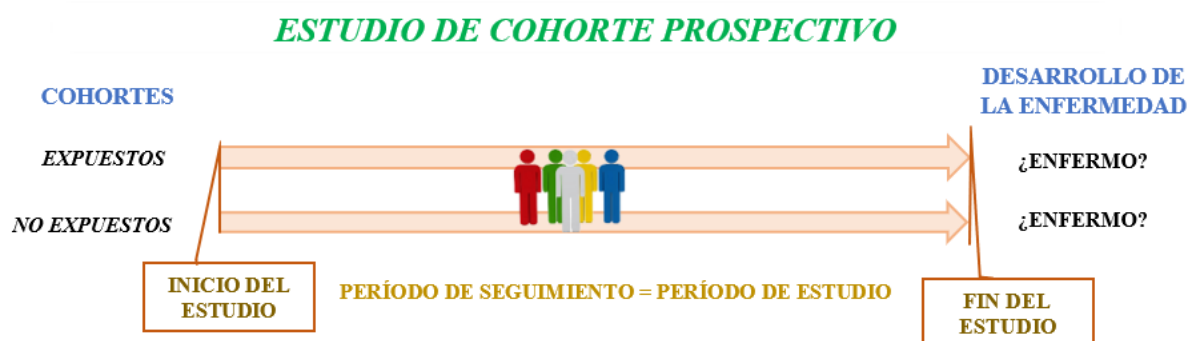 ESTUDIO DE COHORTE PROSPECTIVO
COHORTES
DESARROLLO DE
LA ENFERMEDAD
EXPUESTOS
¿ENFERMO?
NO EXPUESTOS
¿ENFERMO?
INICIO DEL
ESTUDIO
PERÍODO DE SEGUIMIENTO = PERÍODO DE ESTUDIO
FIN DEL
ESTUDIO